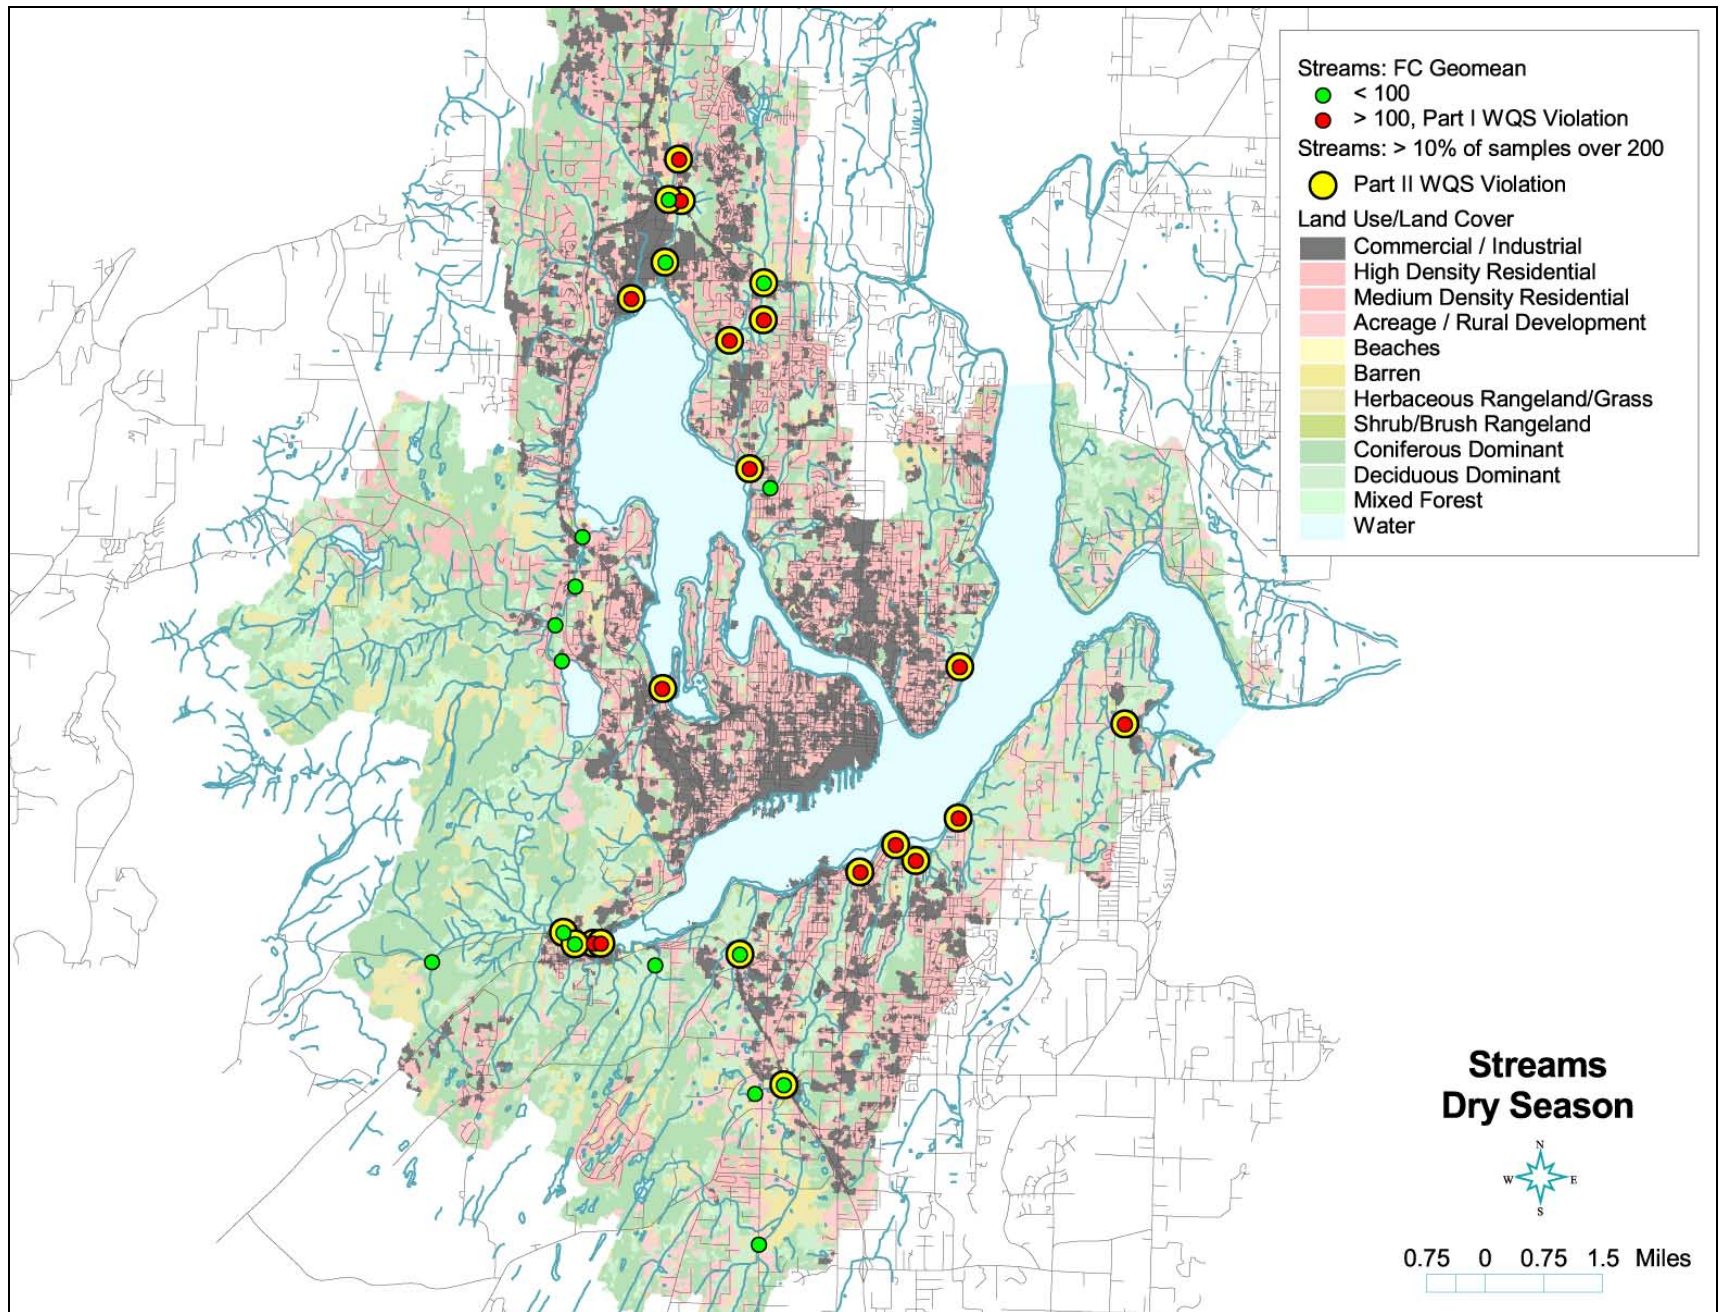 Streams: FC Geomean
< 100
> 100, Part I WQS Violation
Streams: > 10% of samples over 200
Part II WQS Violation
Land Use/Land Cover
Commercial / Industrial
High Density Residential
Medium Density Residential
Acreage / Rural Development
Beaches
Barren
Herbaceous Rangeland/Grass
Shrub/Brush Rangeland
Coniferous Dominant
Deciduous Dominant
Mixed Forest
Water
Streams
Dry Season
N
W E
S
0.75 0 0.75 1.5 Miles